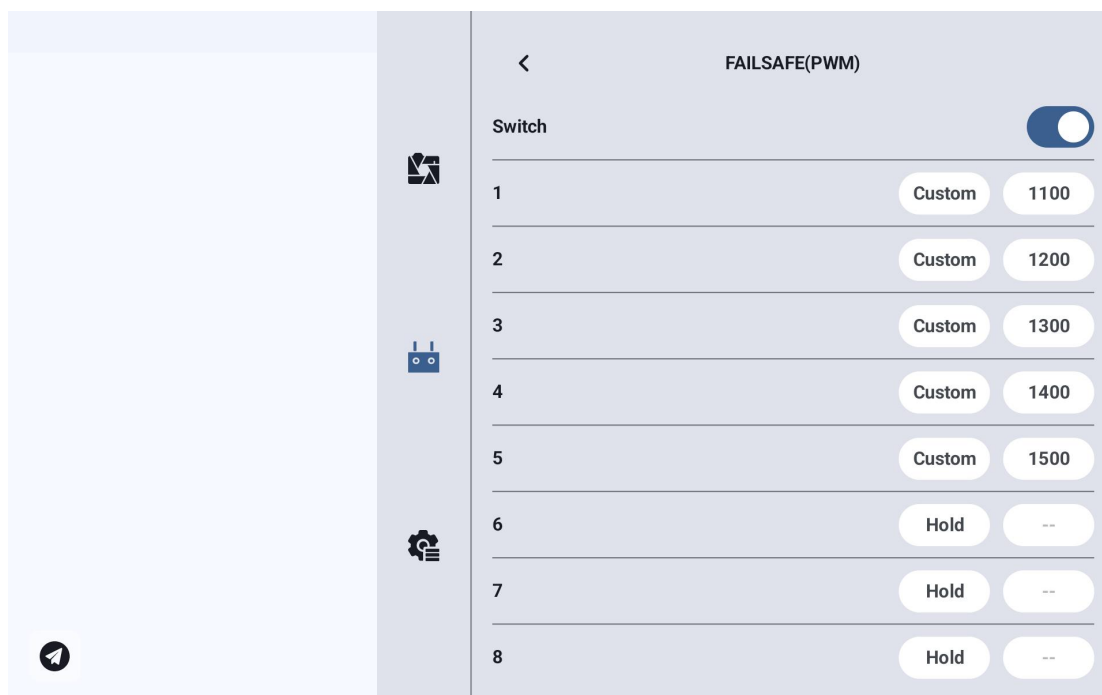 FAILSAFE(PWM)
Switch
1 Custom 1100
2 Custom 1200
3 Custom 1300
4 Custom 1400
5 Custom 1500
6 Hold --
7 Hold --
8 Hold --